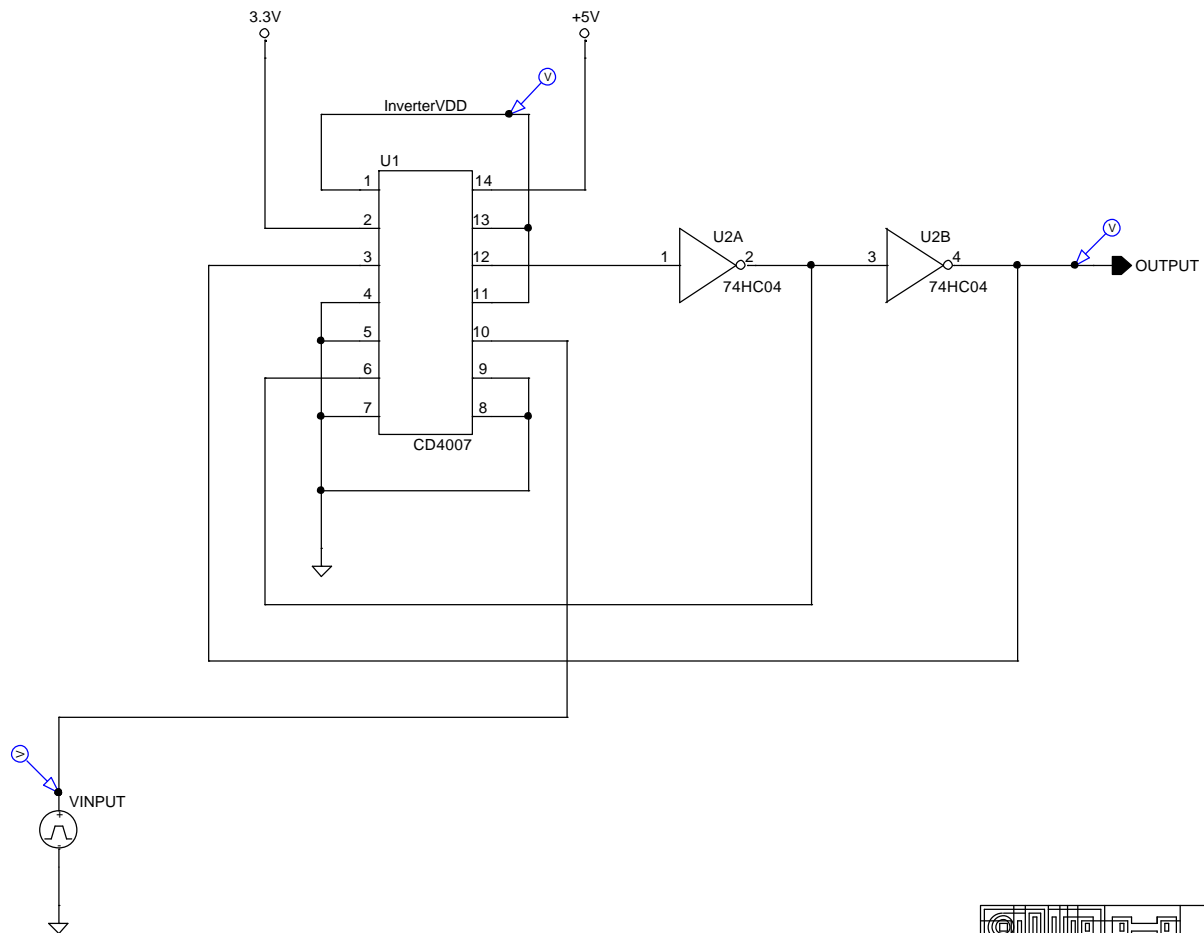 3.3V
+5V
V
InverterVDD
U1
1
14
2
13
3
12
4
11
5
10
6
9
7
8
CD4007
U2A
1
2
74HC04
U2B
3
4
74HC04
V
OUTPUT
V
VINPUT
+
-